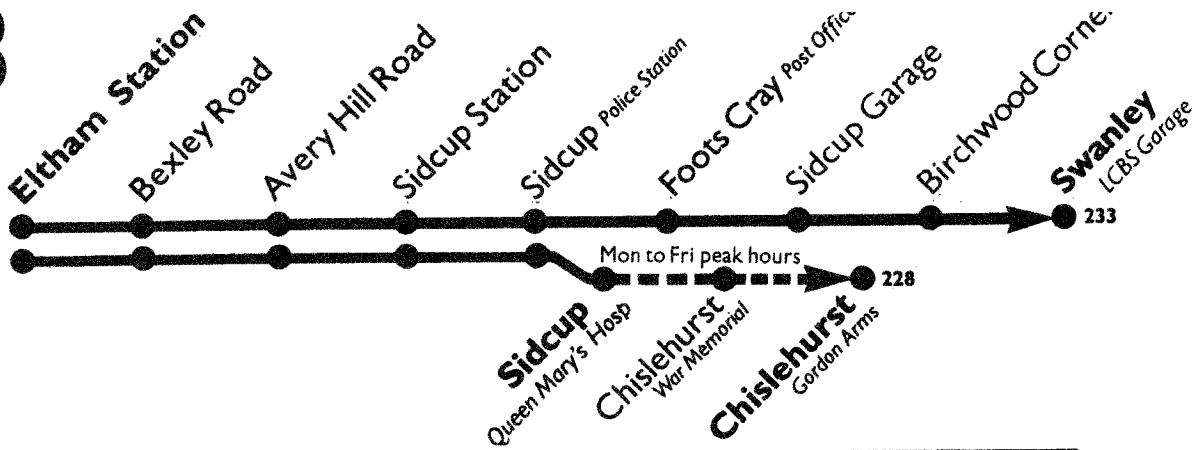 Eltham Station
Bexley Road
Avery Hill Road
Sidcup Station
Sidcup Police Station
Foots Cray Post Office
Sidcup Garage
Birchwood Corner
Swanley
LCBS Garage
233
Mon to Fri peak hours
228
Sidcup
Queen Mary's Hosp
Chislehurst
War Memorial
Chislehurst
Gordon Arms